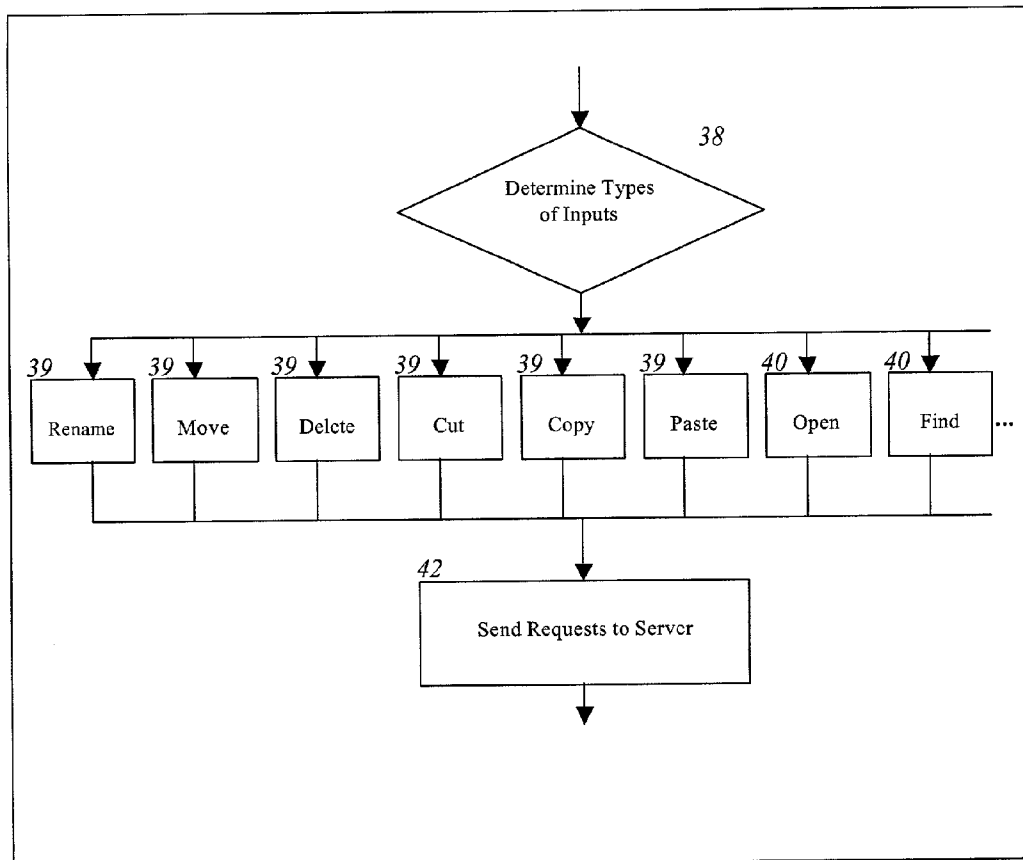 38
Determine Types
of Inputs
39 39 39 39 39 39 40 40
Rename Move Delete Cut Copy Paste Open Find ...
42
Send Requests to Server